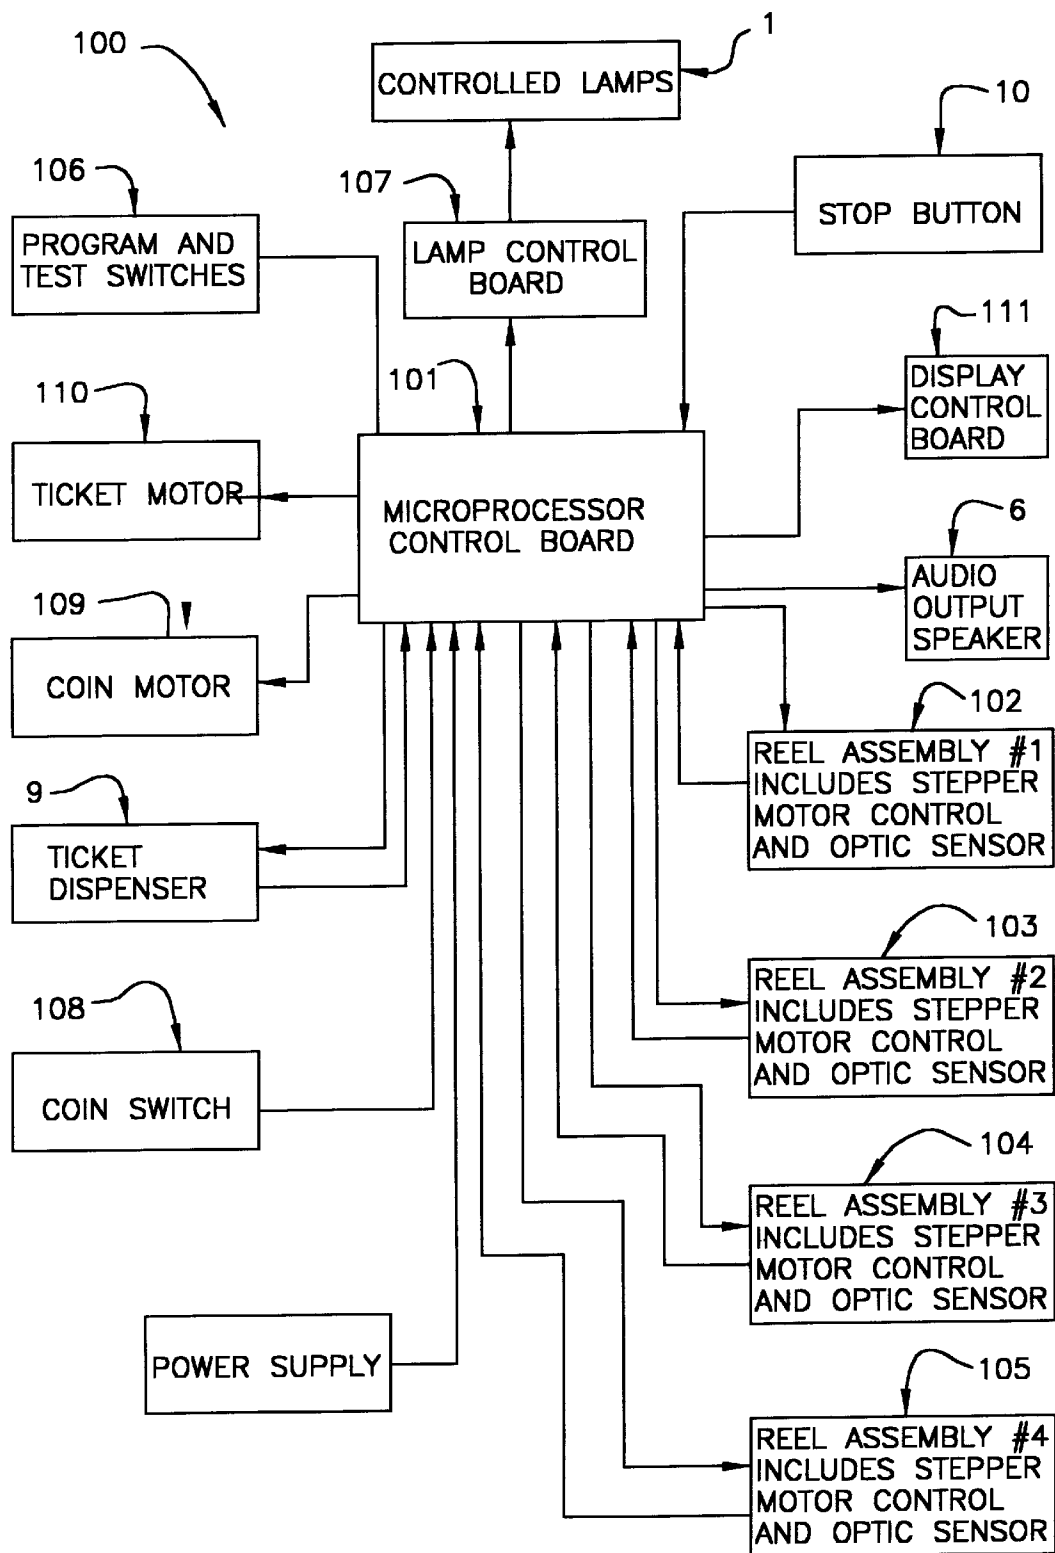 100
CONTROLLED LAMPS
1
10
STOP BUTTON
106
PROGRAM AND
TEST SWITCHES
107
LAMP CONTROL
BOARD
111
DISPLAY
CONTROL
BOARD
101
MICROPROCESSOR
CONTROL BOARD
110
TICKET MOTOR
6
AUDIO
OUTPUT
SPEAKER
109
COIN MOTOR
102
REEL ASSEMBLY #1
INCLUDES STEPPER
MOTOR CONTROL
AND OPTIC SENSOR
9
TICKET
DISPENSER
103
REEL ASSEMBLY #2
INCLUDES STEPPER
MOTOR CONTROL
AND OPTIC SENSOR
108
COIN SWITCH
104
REEL ASSEMBLY #3
INCLUDES STEPPER
MOTOR CONTROL
AND OPTIC SENSOR
POWER SUPPLY
105
REEL ASSEMBLY #4
INCLUDES STEPPER
MOTOR CONTROL
AND OPTIC SENSOR